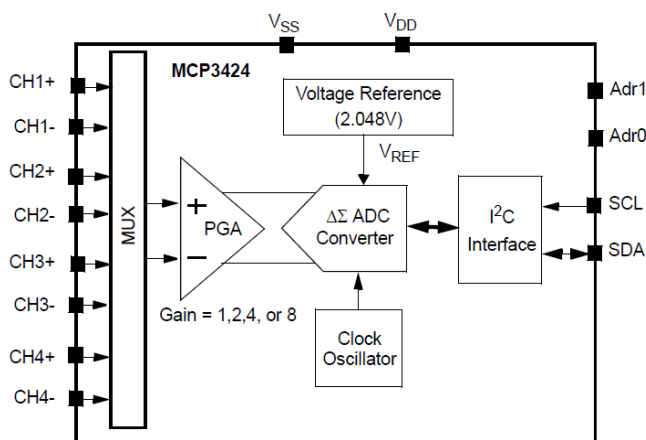 VSS
VDD
MCP3424
CH1+
CH1-
CH2+
CH2-
CH3+
CH3-
CH4+
CH4-
MUX
+
PGA
−
Gain = 1,2,4, or 8
Voltage Reference
(2.048V)
VREF
ΔΣ ADC
Converter
Clock
Oscillator
I²C
Interface
Adr1
Adr0
SCL
SDA